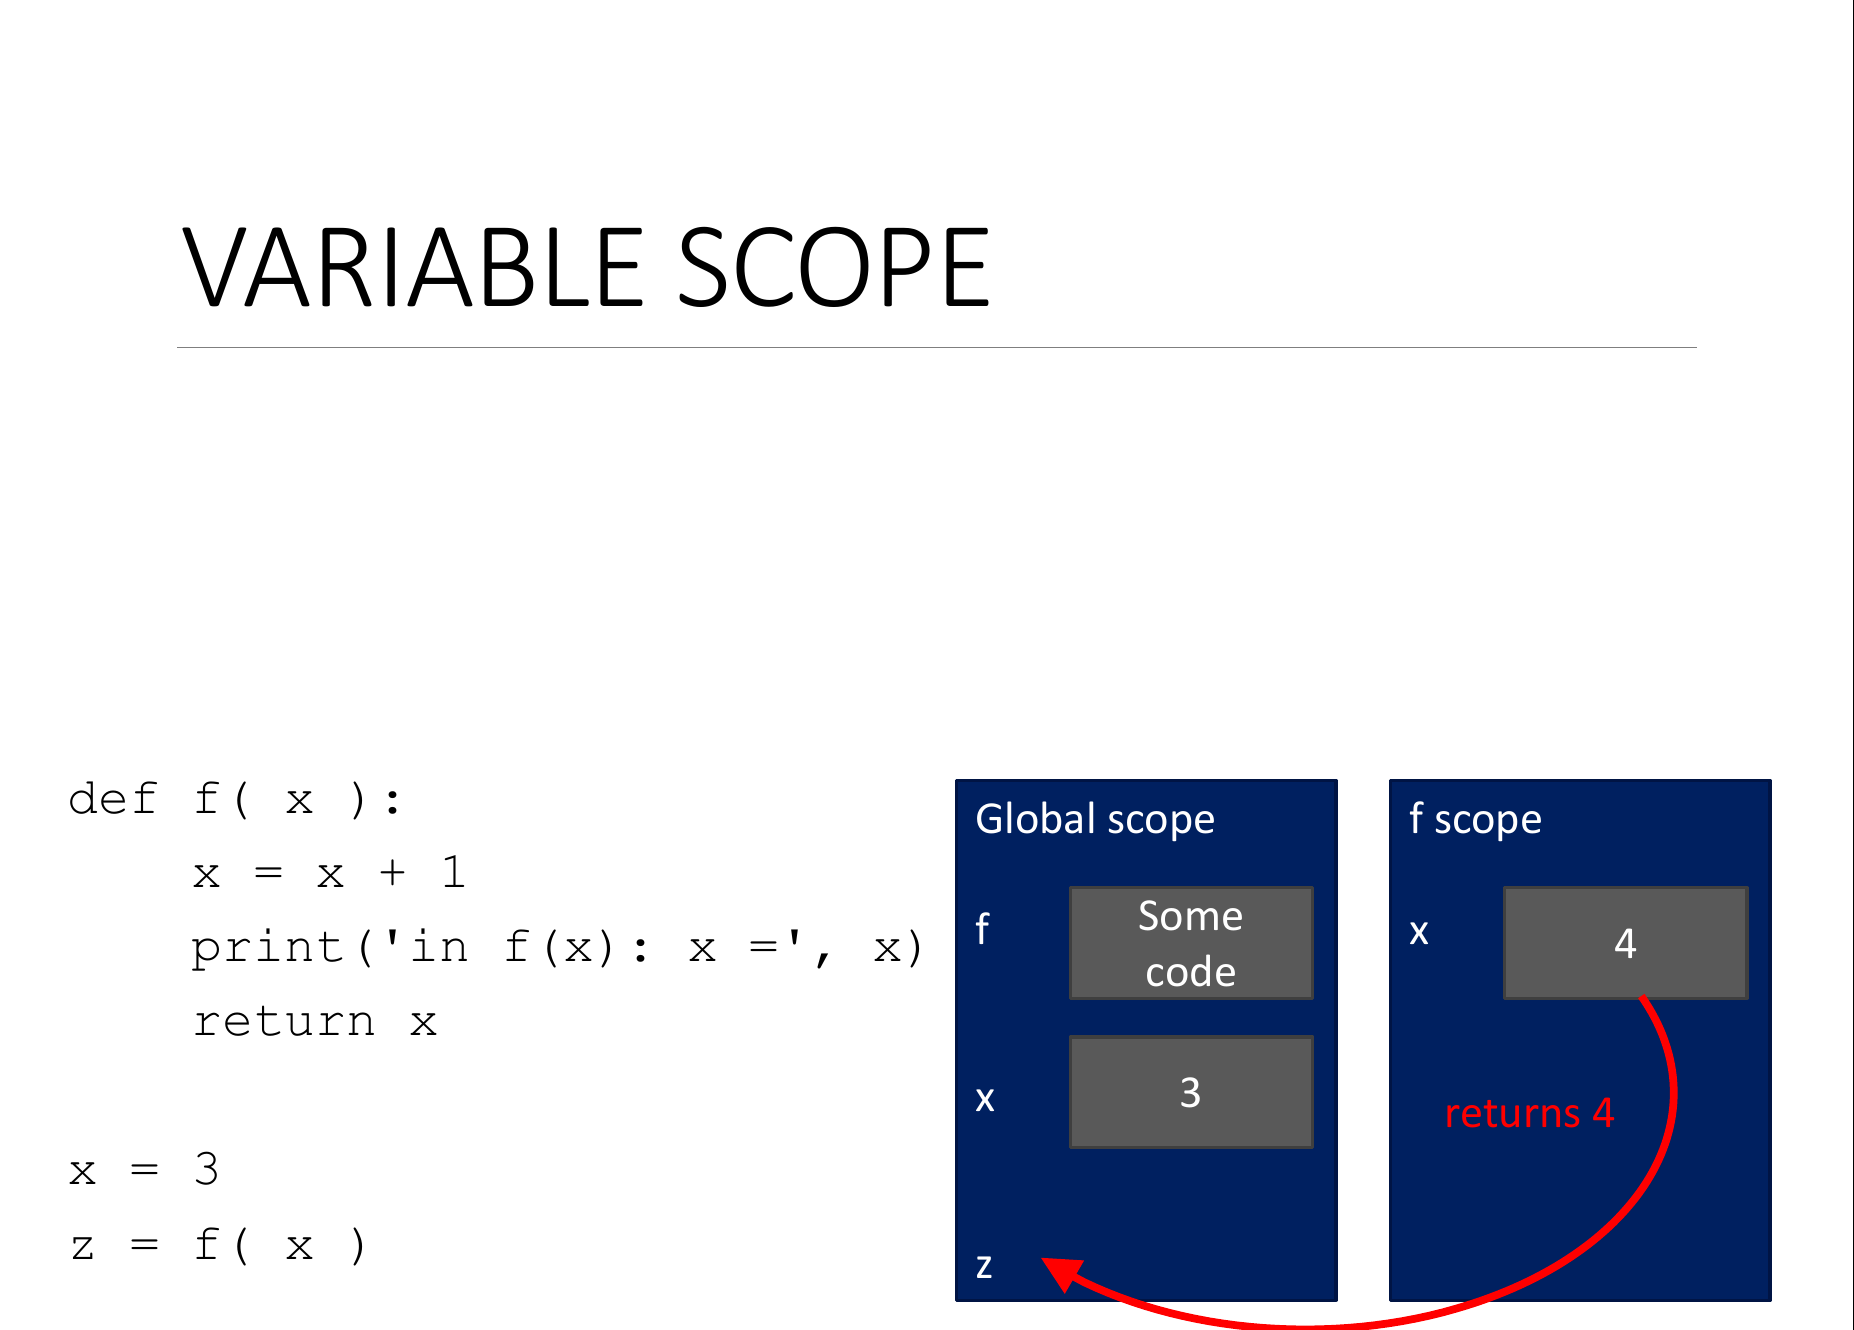 VARIABLE SCOPE
def f( x ):
    x = x + 1
    print('in f(x): x =', x)
    return x
x = 3
z = f( x )
Global scope
f
Some
code
x
3
z
f scope
x
4
returns 4